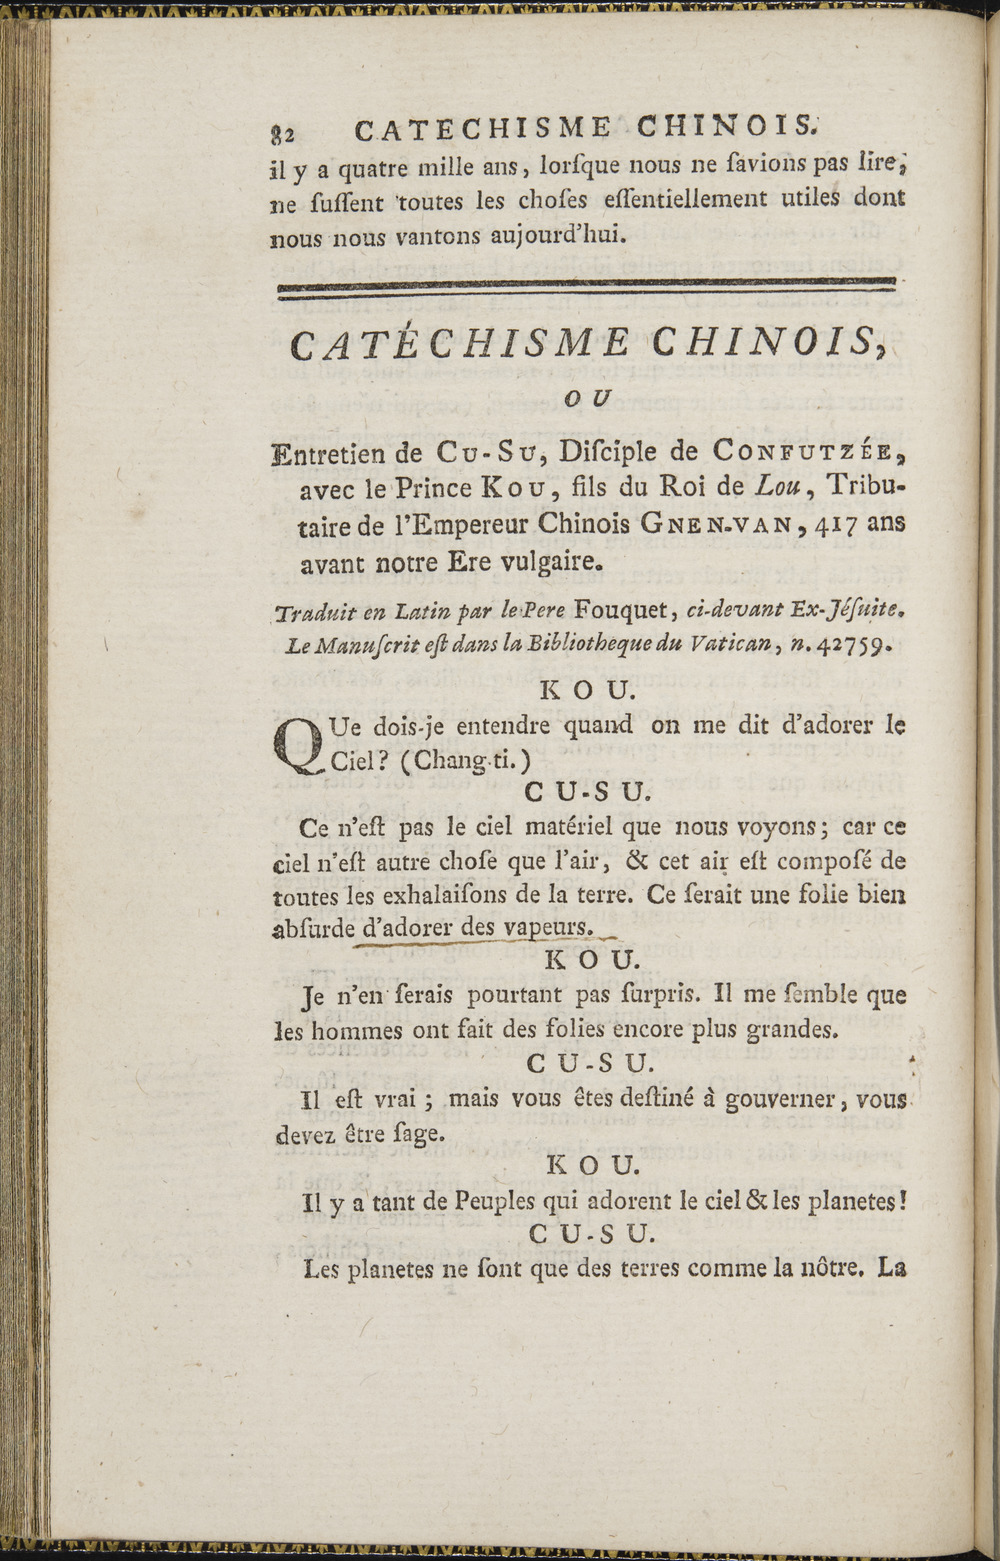 82 CATECHISME CHINOIS.
il y a quatre mille ans, lorſque nous ne ſavions pas lire,
ne fuſſent toutes les choſes eſſentiellement utiles dont
nous nous vantons aujourd'hui.
CATÉCHISME CHINOIS,
OU
Entretien de CU-SU, Diſciple de CONFUTZÉE,
avec le Prince KOU, fils du Roi de Lou, Tribu-
taire de l'Empereur Chinois GNEN-VAN, 417 ans
avant notre Ere vulgaire.
Traduit en Latin par le Pere Fouquet, ci-devant Ex-Jéſuite.
Le Manuſcrit eſt dans la Bibliotheque du Vatican, n. 42759.
KOU.
QUe dois-je entendre quand on me dit d'adorer le
Ciel? (Chang-ti.)
CU-SU.
Ce n'eſt pas le ciel matériel que nous voyons; car ce
ciel n'eſt autre choſe que l'air, & cet air eſt compoſé de
toutes les exhalaiſons de la terre. Ce ſerait une folie bien
abſurde d'adorer des vapeurs.
KOU.
Je n'en ſerais pourtant pas ſurpris. Il me ſemble que
les hommes ont fait des folies encore plus grandes.
CU-SU.
Il eſt vrai; mais vous êtes deſtiné à gouverner, vous
devez être ſage.
KOU.
Il y a tant de Peuples qui adorent le ciel & les planetes!
CU-SU.
Les planetes ne ſont que des terres comme la nôtre. La